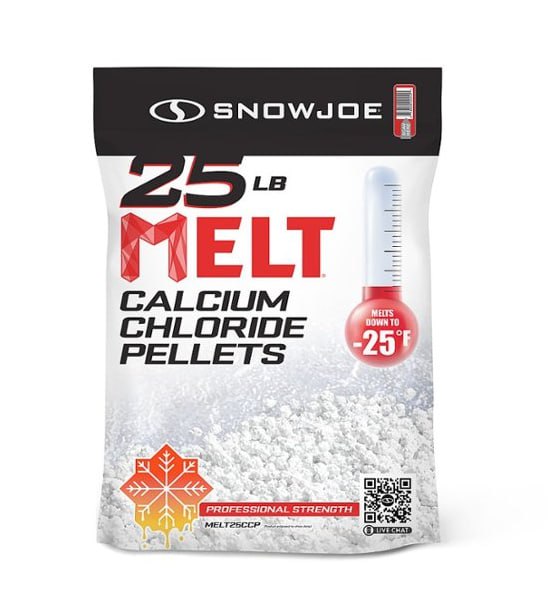 SNOWJOE
25 LB
MELT
CALCIUM
CHLORIDE
PELLETS
MELTS
DOWN TO
-25°F
PROFESSIONAL STRENGTH
MELT25CCP
LIVE CHAT